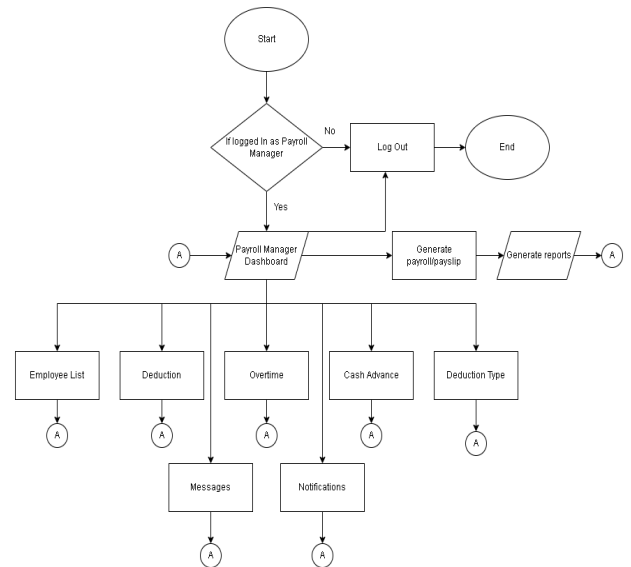 Start
If logged In as Payroll
Manager
No
Log Out
End
Yes
A
Payroll Manager
Dashboard
Generate
payroll/payslip
Generate reports
A
Employee List
Deduction
Overtime
Cash Advance
Deduction Type
A
A
A
A
A
Messages
Notifications
A
A